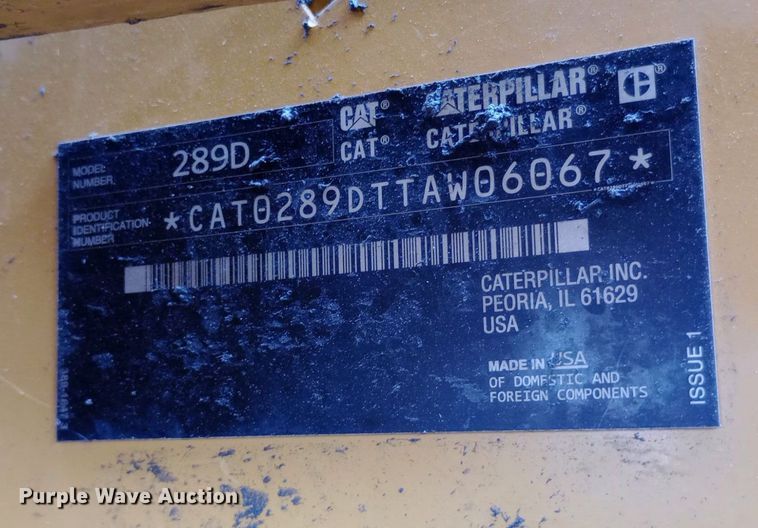 MODEL NUMBER 289D
CAT® CATERPILLAR® C®
CAT® CATERPILLAR®
PRODUCT IDENTIFICATION NUMBER *CAT0289DTTAW06067*
CATERPILLAR INC.
PEORIA, IL 61629
USA
MADE IN USA
OF DOMESTIC AND
FOREIGN COMPONENTS
ISSUE 1
Purple Wave Auction